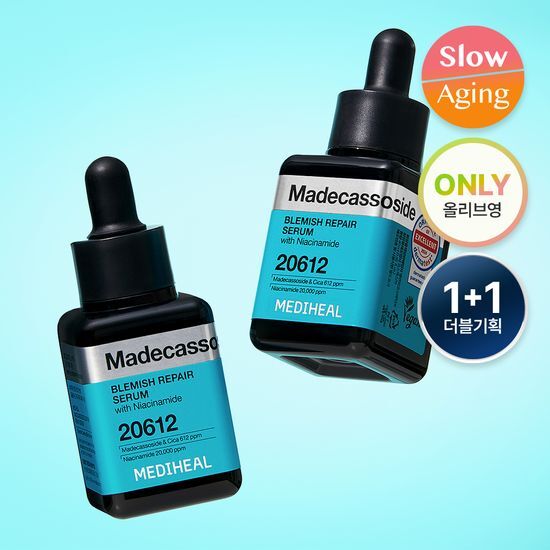 Slow
Aging
ONLY
올리브영
1+1
더블기획
Madecassoside
BLEMISH REPAIR
SERUM
with Niacinamide
20612
Madecassoside & Cica 612 ppm
Niacinamide 20,000 ppm
MEDIHEAL
EXCELLENT
Vegan
Madecasso
BLEMISH REPAIR
SERUM
with Niacinamide
20612
Madecassoside & Cica 612 ppm
Niacinamide 20,000 ppm
MEDIHEAL